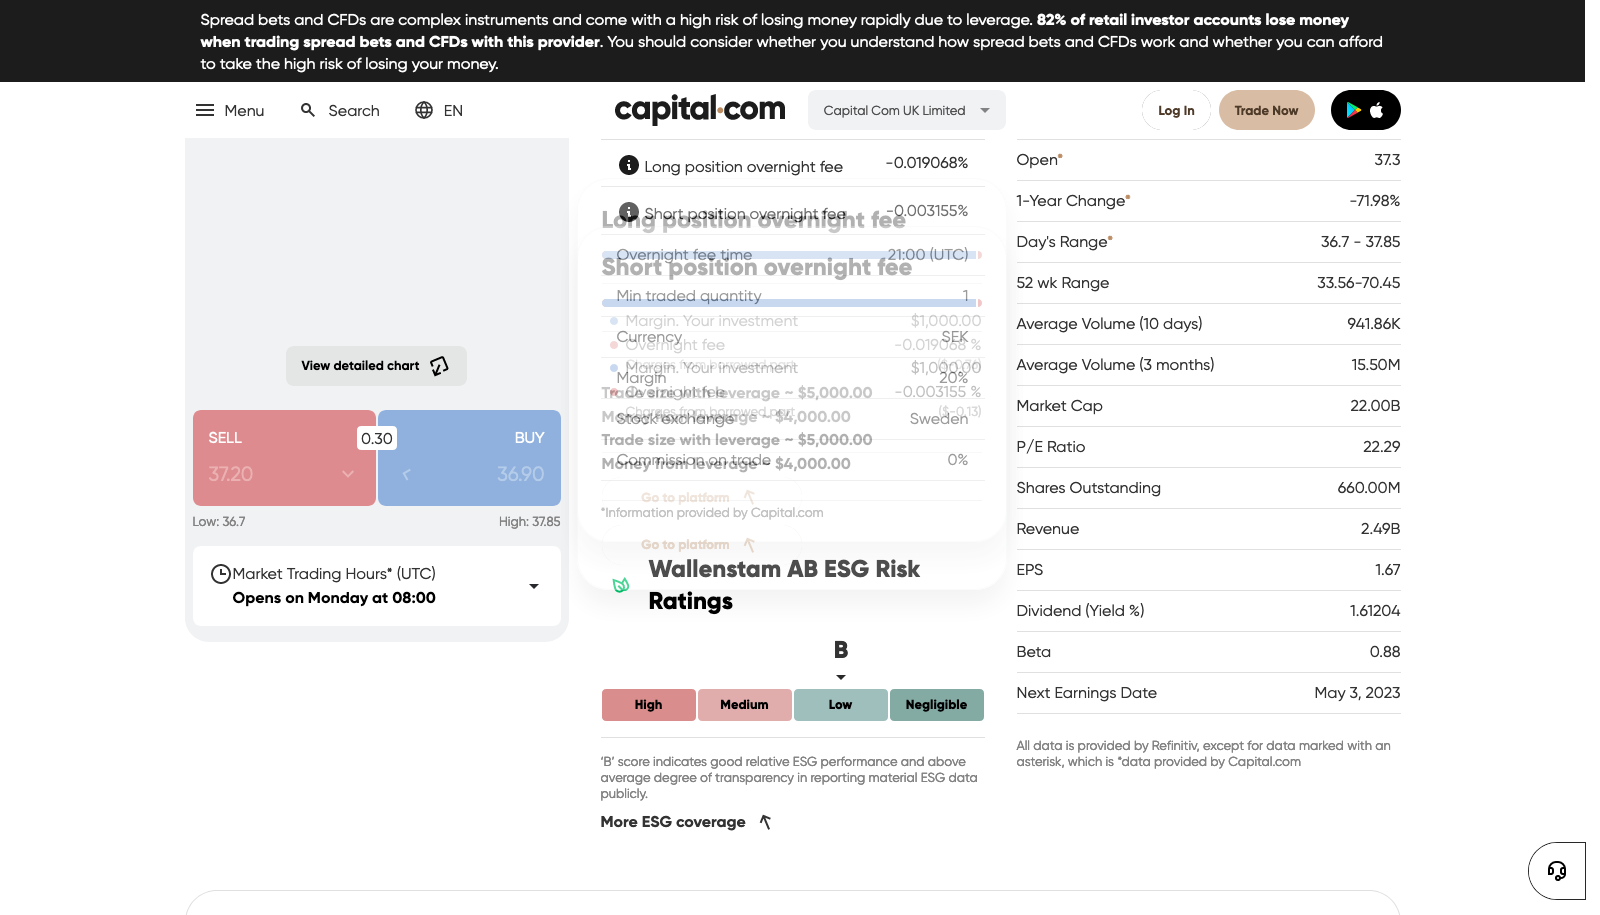 Spread bets and CFDs are complex instruments and come with a high risk of losing money rapidly due to leverage. 82% of retail investor accounts lose money
when trading spread bets and CFDs with this provider. You should consider whether you understand how spread bets and CFDs work and whether you can afford
to take the high risk of losing your money.
Menu
Search
EN
capital.com
Capital Com UK Limited
Log In
Trade Now
View detailed chart
SELL
0.30
BUY
37.20
36.90
Low: 36.7
High: 37.85
Market Trading Hours* (UTC)
Opens on Monday at 08:00
Long position overnight fee -0.019068%
Short position overnight fee -0.003155%
Long position overnight fee
Overnight fee time 21:00 (UTC)
Short position overnight fee
Min traded quantity 1
Margin. Your investment $1,000.00
Currency SEK
Overnight fee -0.019068 %
Charges from borrowed part
Margin. Your investment $1,000.00
Margin 20%
Trade size with leverage ~ $5,000.00
Overnight fee -0.003155 %
Charges from borrowed part ($-0.13)
Money from leverage ~ $4,000.00
Stock exchange Sweden
Trade size with leverage ~ $5,000.00
Commission on trade 0%
Money from leverage ~ $4,000.00
Go to platform
*Information provided by Capital.com
Go to platform
Wallenstam AB ESG Risk
Ratings
B
High
Medium
Low
Negligible
'B' score indicates good relative ESG performance and above
average degree of transparency in reporting material ESG data
publicly.
More ESG coverage
Open* 37.3
1-Year Change* -71.98%
Day's Range* 36.7 - 37.85
52 wk Range 33.56-70.45
Average Volume (10 days) 941.86K
Average Volume (3 months) 15.50M
Market Cap 22.00B
P/E Ratio 22.29
Shares Outstanding 660.00M
Revenue 2.49B
EPS 1.67
Dividend (Yield %) 1.61204
Beta 0.88
Next Earnings Date May 3, 2023
All data is provided by Refinitiv, except for data marked with an
asterisk, which is *data provided by Capital.com